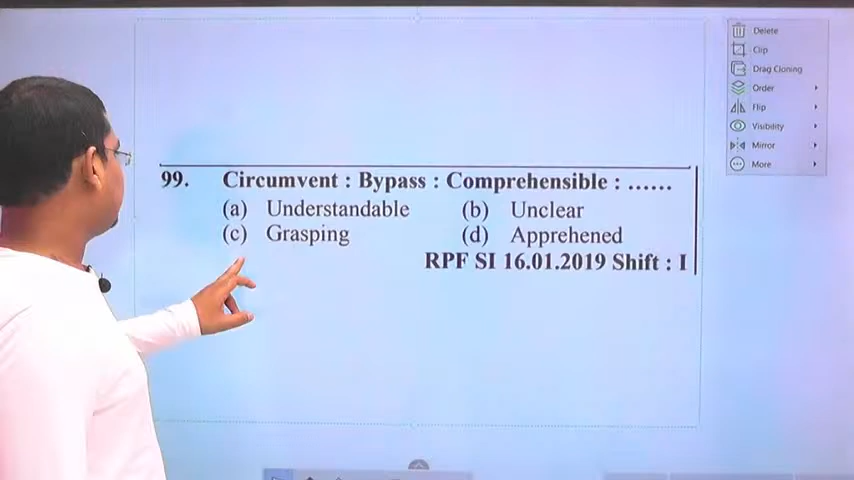 99. Circumvent : Bypass : Comprehensible : ......
(a) Understandable (b) Unclear
(c) Grasping (d) Apprehened
RPF SI 16.01.2019 Shift : I
Delete
Clip
Drag Cloning
Order
Flip
Visibility
Mirror
More